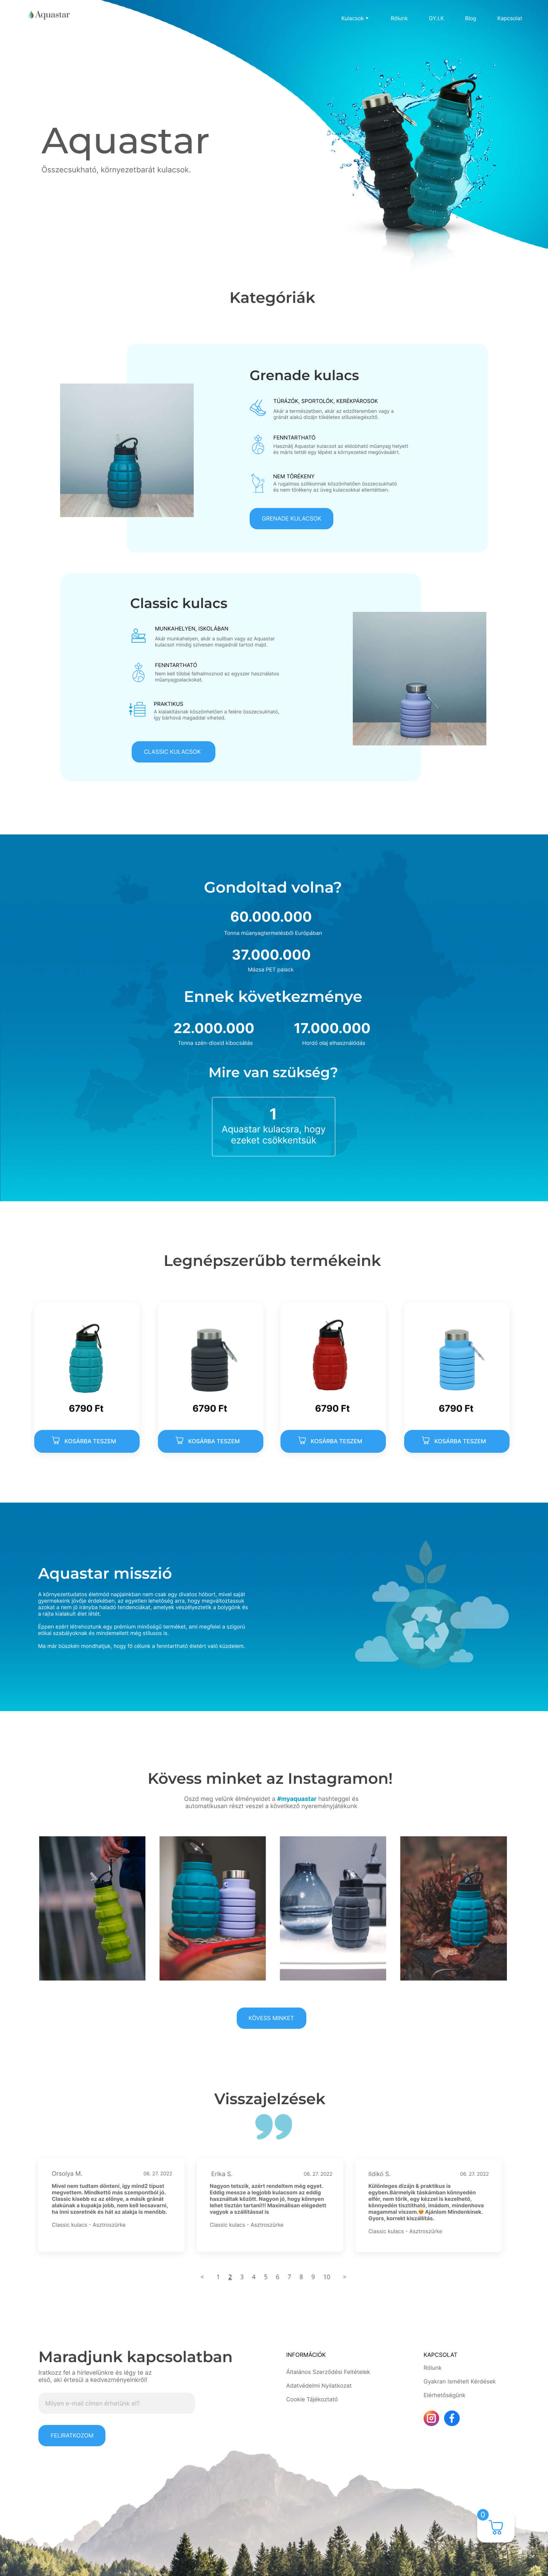 Aquastar
Kulacsok
Rólunk
GY.I.K
Blog
Kapcsolat
Aquastar
Összecsukható, környezetbarát kulacsok.
Kategóriák
Grenade kulacs
TÚRÁZÓK, SPORTOLÓK, KERÉKPÁROSOK
Akár a természetben, akár az edzőteremben vagy a
gránát alakú dizájn tökéletes stíluskiegészítő.
FENNTARTHATÓ
Használj Aquastar kulacsot az eldobható műanyag helyett
és máris tettél egy lépést a környezeted megóvásáért.
NEM TÖRÉKENY
A rugalmas szilikonnak köszönhetően összecsukható
és nem törékeny az üveg kulacsokkal ellentétben.
GRENADE KULACSOK
Classic kulacs
MUNKAHELYEN, ISKOLÁBAN
Akár munkahelyen, akár a suliban vagy az Aquastar
kulacsot mindig szívesen magadnál tartod majd.
FENNTARTHATÓ
Nem kell többé felhalmoznod az egyszer használatos
műanyagpalackokat.
PRAKTIKUS
A kialakításnak köszönhetően a felére összecsukható,
így bárhová magaddal viheted.
CLASSIC KULACSOK
Gondoltad volna?
60.000.000
Tonna műanyagtermelésből Európában
37.000.000
Mázsa PET palack
Ennek következménye
22.000.000
Tonna szén-dioxid kibocsátás
17.000.000
Hordó olaj elhasználódás
Mire van szükség?
1
Aquastar kulacsra, hogy
ezeket csökkentsük
Legnépszerűbb termékeink
6790 Ft
KOSÁRBA TESZEM
6790 Ft
KOSÁRBA TESZEM
6790 Ft
KOSÁRBA TESZEM
6790 Ft
KOSÁRBA TESZEM
Aquastar misszió
A környezettudatos életmód napjainkban nem csak egy divatos hóbort, mivel saját
gyermekeink jövője érdekében, az egyetlen lehetőség arra, hogy megváltoztassuk
azokat a nem jó irányba haladó tendenciákat, amelyek veszélyeztetik a bolygónk és
a rajta kialakult élet létét.
Éppen ezért létrehoztunk egy prémium minőségű terméket, ami megfelel a szigorú
etikai szabályoknak és mindemellett még stílusos is.
Ma már büszkén mondhatjuk, hogy fő célunk a fenntartható életért való küzdelem.
Kövess minket az Instagramon!
Oszd meg velünk élményeidet a #myaquastar hashteggel és
automatikusan részt veszel a következő nyereményjátékunk
KÖVESS MINKET
Visszajelzések
Orsolya M.
06. 27. 2022
Mivel nem tudtam dönteni, így mind2 típust
megvettem. Mindkettő más szempontból jó.
Classic kisebb ez az előnye, a másik gránát
alakúnak a kupakja jobb, nem kell lecsavarni,
ha inni szeretnék és hát az alakja is menőbb.
Classic kulacs - Asztroszürke
Erika S.
06. 27. 2022
Nagyon tetszik, azért rendeltem még egyet.
Eddig messze a legjobb kulacsom az eddig
használtak között. Nagyon jó, hogy könnyen
lehet tisztán tartani!!! Maximálisan elégedett
vagyok a szállítással is
Classic kulacs - Asztroszürke
Ildikó S.
06. 27. 2022
Különleges dizájn & praktikus is
egyben.Bármelyik táskámban könnyedén
elfér, nem törik, egy kézzel is kezelhető,
könnyedén tisztítható, imádom, mindenhova
magammal viszem.😍 Ajánlom Mindenkinek.
Gyors, korrekt kiszállítás.
Classic kulacs - Asztroszürke
< 1 2 3 4 5 6 7 8 9 10 >
Maradjunk kapcsolatban
Iratkozz fel a hírlevelünkre és légy te az
első, aki értesül a kedvezményeinkről!
Milyen e-mail címen érhetünk el?
FELIRATKOZOM
INFORMÁCIÓK
Általános Szerződési Feltételek
Adatvédelmi Nyilatkozat
Cookie Tájékoztató
KAPCSOLAT
Rólunk
Gyakran Ismételt Kérdések
Elérhetőségünk
0